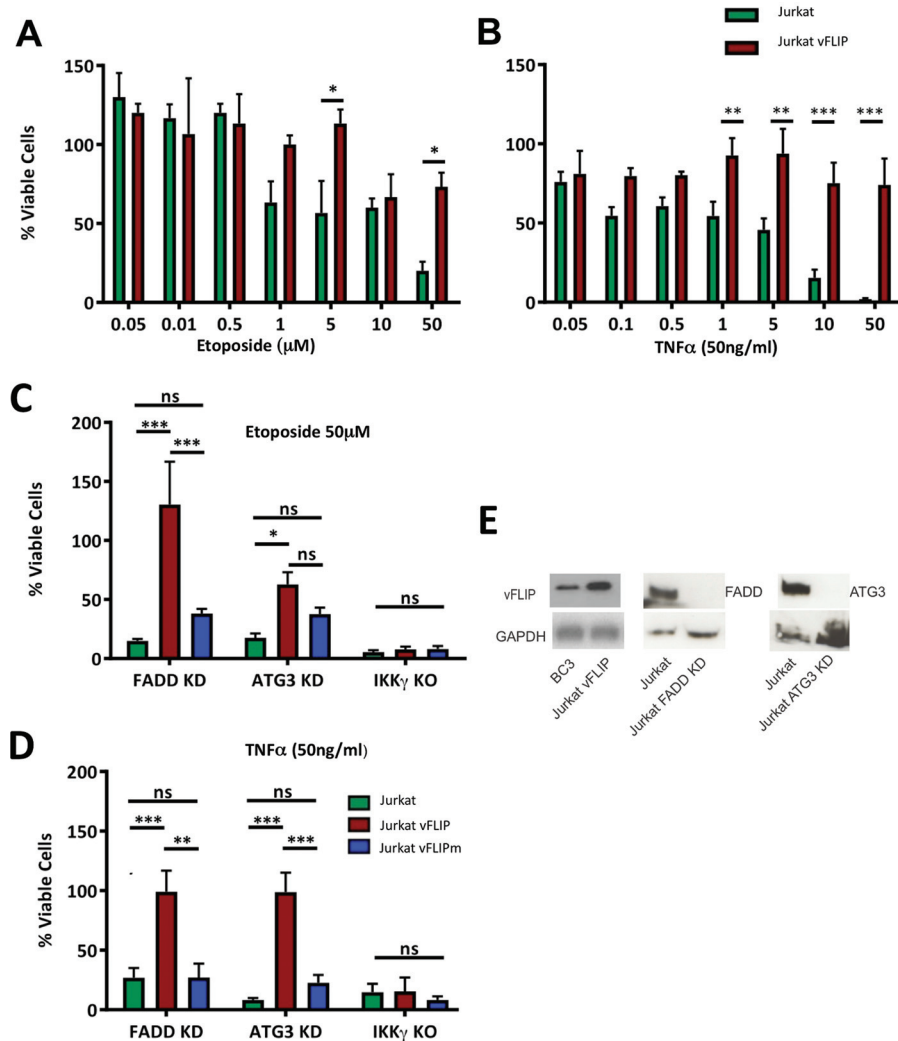 A
150
100
50
0
% Viable Cells
* *
0.05 0.01 0.5 1 5 10 50
Etoposide (μM)
B
Jurkat
Jurkat vFLIP
150
100
50
0
% Viable Cells
** ** *** ***
0.05 0.1 0.5 1 5 10 50
TNFα (50ng/ml)
C
Etoposide 50μM
200
150
100
50
0
% Viable Cells
ns
***
***
ns
*
ns
ns
FADD KD ATG3 KD IKKγ KO
E
vFLIP
GAPDH
FADD
ATG3
BC3
Jurkat vFLIP
Jurkat
Jurkat FADD KD
Jurkat
Jurkat ATG3 KD
D
TNFα (50ng/ml)
200
150
100
50
0
% Viable Cells
ns
***
**
ns
***
***
ns
Jurkat
Jurkat vFLIP
Jurkat vFLIPm
FADD KD ATG3 KD IKKγ KO